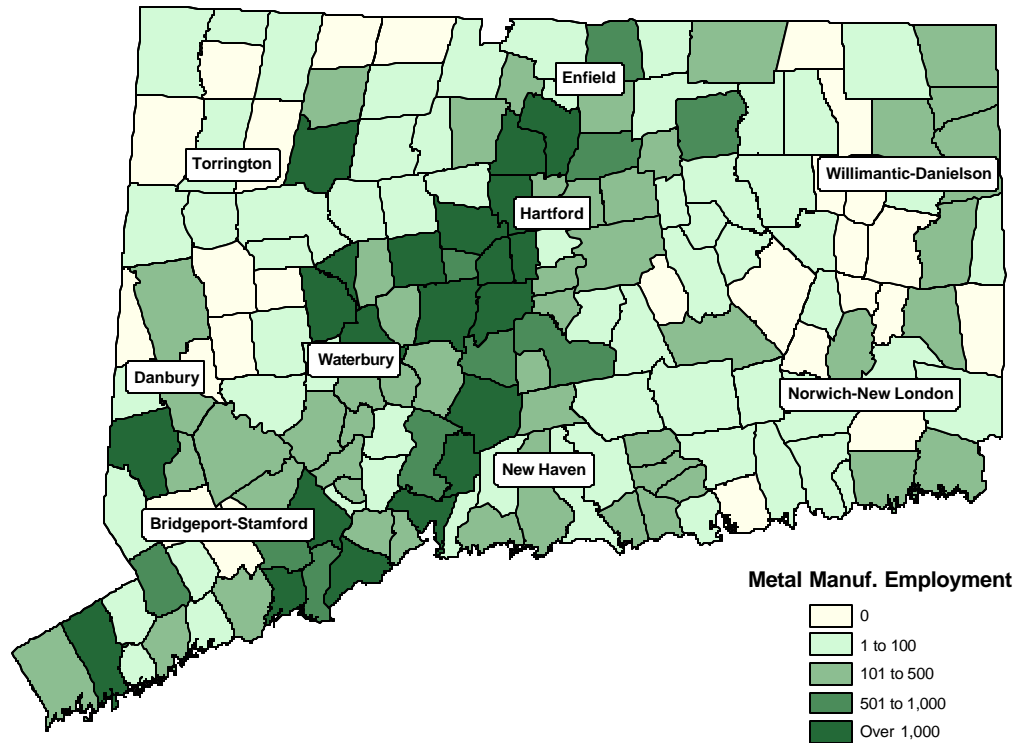 Enfield
Torrington
Willimantic-Danielson
Hartford
Waterbury
Danbury
Norwich-New London
New Haven
Bridgeport-Stamford
Metal Manuf. Employment
0
1 to 100
101 to 500
501 to 1,000
Over 1,000